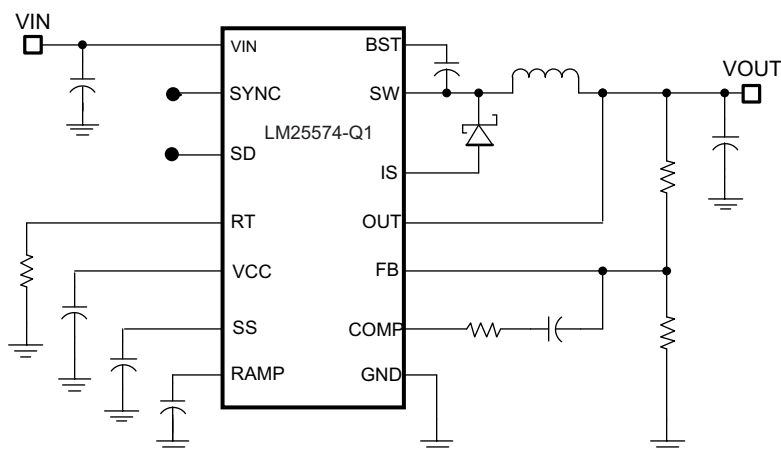 VIN
VOUT
VIN
SYNC
SD
RT
VCC
SS
RAMP
LM25574-Q1
BST
SW
IS
OUT
FB
COMP
GND